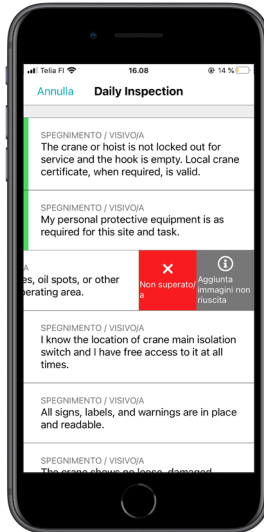 Telia FI
16.08
14 %
Annulla
Daily Inspection
SPEGNIMENTO / VISIVO/A
The crane or hoist is not locked out for
service and the hook is empty. Local crane
certificate, when required, is valid.
SPEGNIMENTO / VISIVO/A
My personal protective equipment is as
required for this site and task.
A
es, oil spots, or other
perating area.
Non superato/
a
Aggiunta
immagini non
riuscita
SPEGNIMENTO / VISIVO/A
I know the location of crane main isolation
switch and I have free access to it at all
times.
SPEGNIMENTO / VISIVO/A
All signs, labels, and warnings are in place
and readable.
SPEGNIMENTO / VISIVO/A
The crane shows no loose, damaged